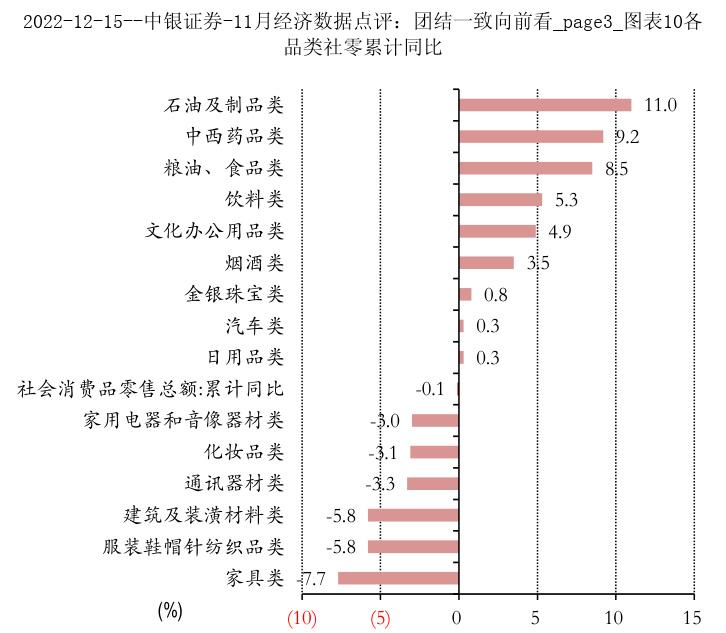 2022-12-15--中银证券-11月经济数据点评：团结一致向前看_page3_图表10各
品类社零累计同比
石油及制品类 11.0
中西药品类 9.2
粮油、食品类 8.5
饮料类 5.3
文化办公用品类 4.9
烟酒类 3.5
金银珠宝类 0.8
汽车类 0.3
日用品类 0.3
社会消费品零售总额:累计同比 -0.1
家用电器和音像器材类 -3.0
化妆品类 -3.1
通讯器材类 -3.3
建筑及装潢材料类 -5.8
服装鞋帽针纺织品类 -5.8
家具类 -7.7
(%) (10) (5) 0 5 10 15